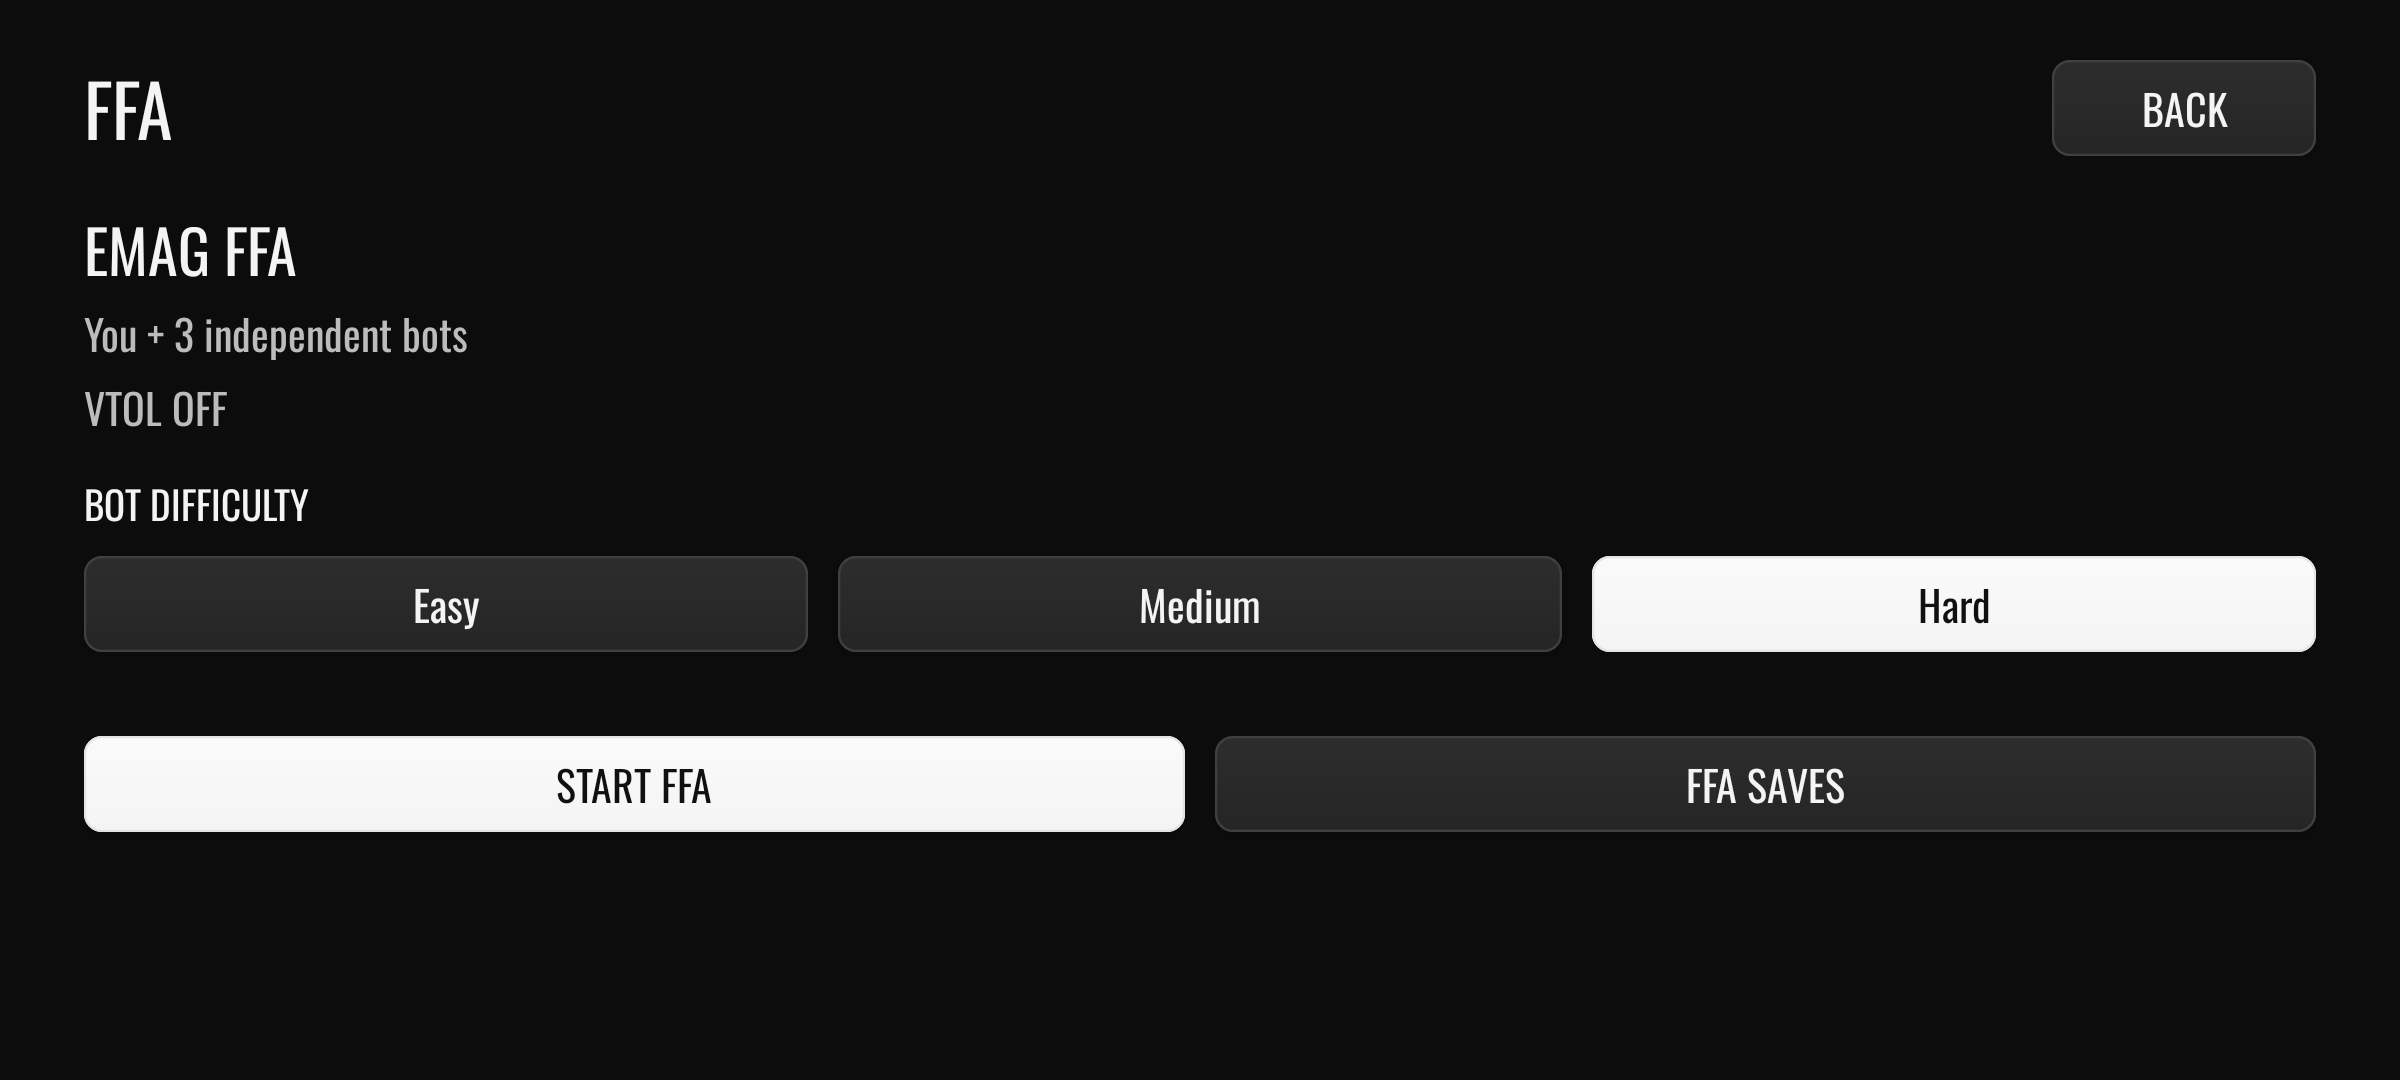 FFA
BACK
EMAG FFA
You + 3 independent bots
VTOL OFF
BOT DIFFICULTY
Easy
Medium
Hard
START FFA
FFA SAVES